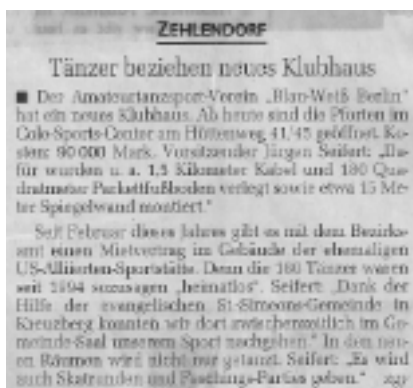 ZEHLENDORF
Tänzer beziehen neues Klubhaus
■ Der Amateurtanzsport-Verein „Blau-Weiß Berlin"
hat ein neues Klubhaus. Ab heute sind die Pforten im
Cole-Sports-Center am Hüttenweg 41/45 geöffnet. Ko-
sten: 90 000 Mark. Vorsitzender Jürgen Seifert: „Da-
für wurden u. a. 1,5 Kilometer Kabel und 180 Qua-
dratmeter Parkettfußboden verlegt sowie etwa 15 Me-
ter Spiegelwand montiert."
Seit Februar dieses Jahres gibt es mit dem Bezirks-
amt einen Mietvertrag im Gebäude der ehemaligen
US-Alliierten-Sportstätte. Denn die 160 Tänzer waren
seit 1994 sozusagen „heimatlos". Seifert: „Dank der
Hilfe der evangelischen St-Simeons-Gemeinde in
Kreuzberg konnten wir dort zwischenzeitlich im Ge-
meinde-Saal unserem Sport nachgehen." In den neu-
en Räumen wird nicht nur getanzt. Seifert: „Es wird
auch Skatrunden und Faschings-Parties geben."